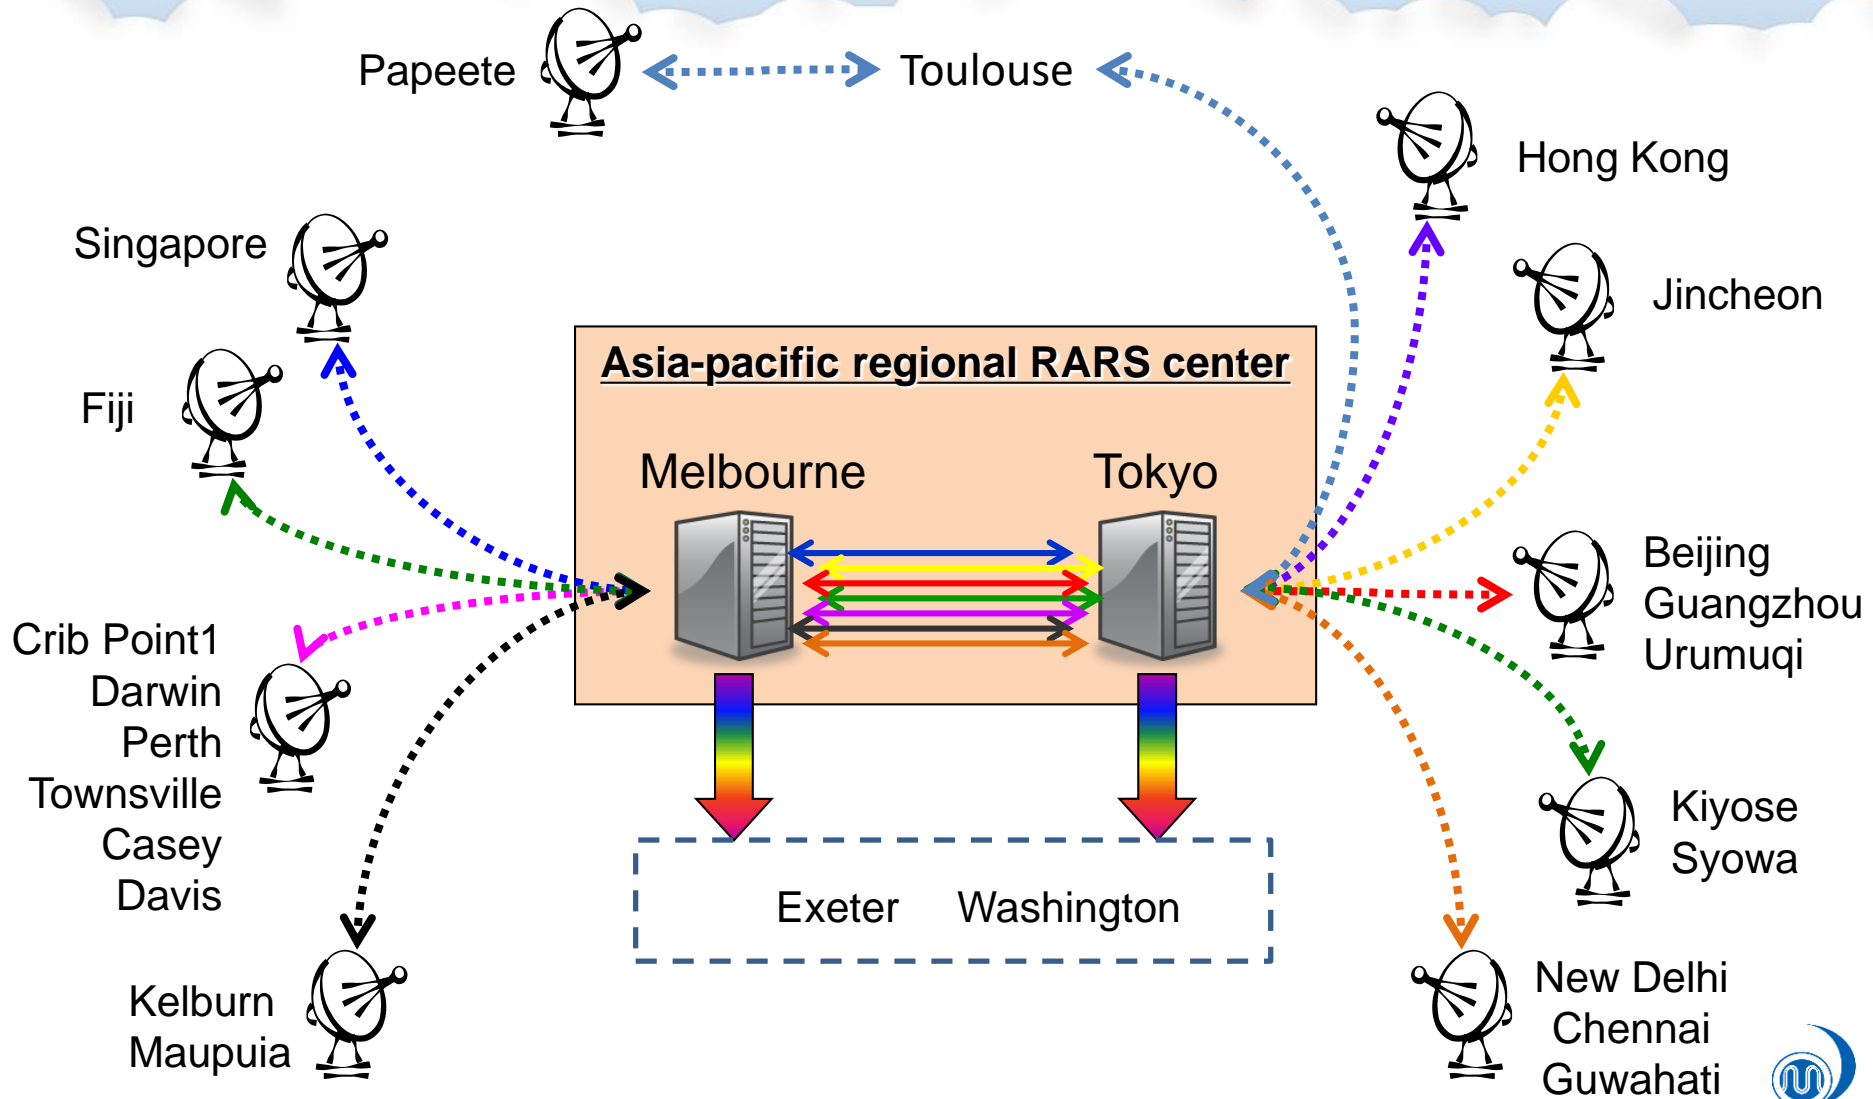 Papeete
Toulouse
Hong Kong
Singapore
Jincheon
Asia-pacific regional RARS center
Fiji
Melbourne
Tokyo
Beijing
Guangzhou
Urumuqi
Crib Point1
Darwin
Perth
Townsville
Casey
Davis
Kiyose
Syowa
Exeter
Washington
Kelburn
Maupuia
New Delhi
Chennai
Guwahati